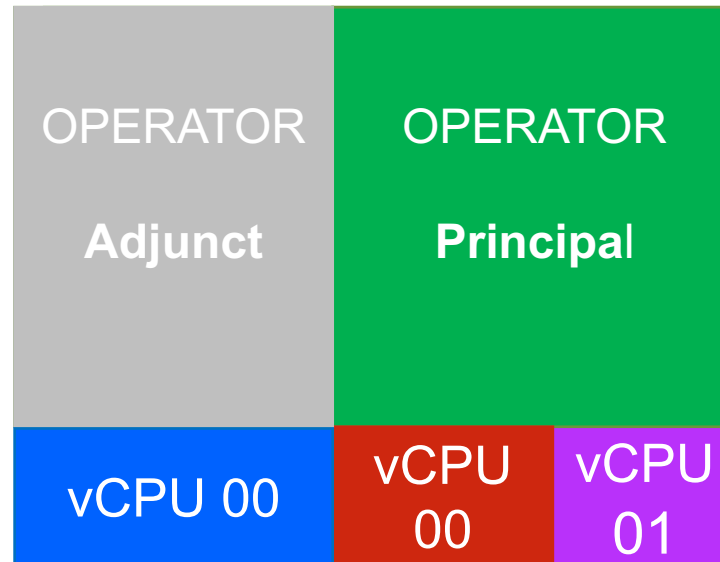 OPERATOR
Adjunct
OPERATOR
Principal
vCPU 00
vCPU
00
vCPU
01